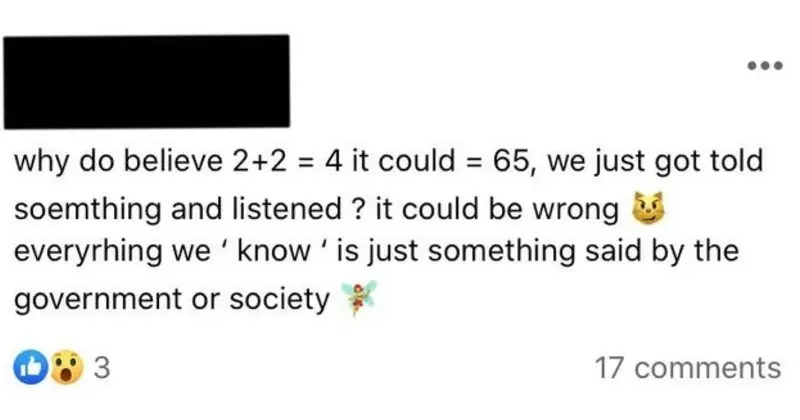 why do believe 2+2 = 4 it could = 65, we just got told
soemthing and listened ? it could be wrong 😼
everyrhing we ‘ know ‘ is just something said by the
government or society 🧚
3
17 comments